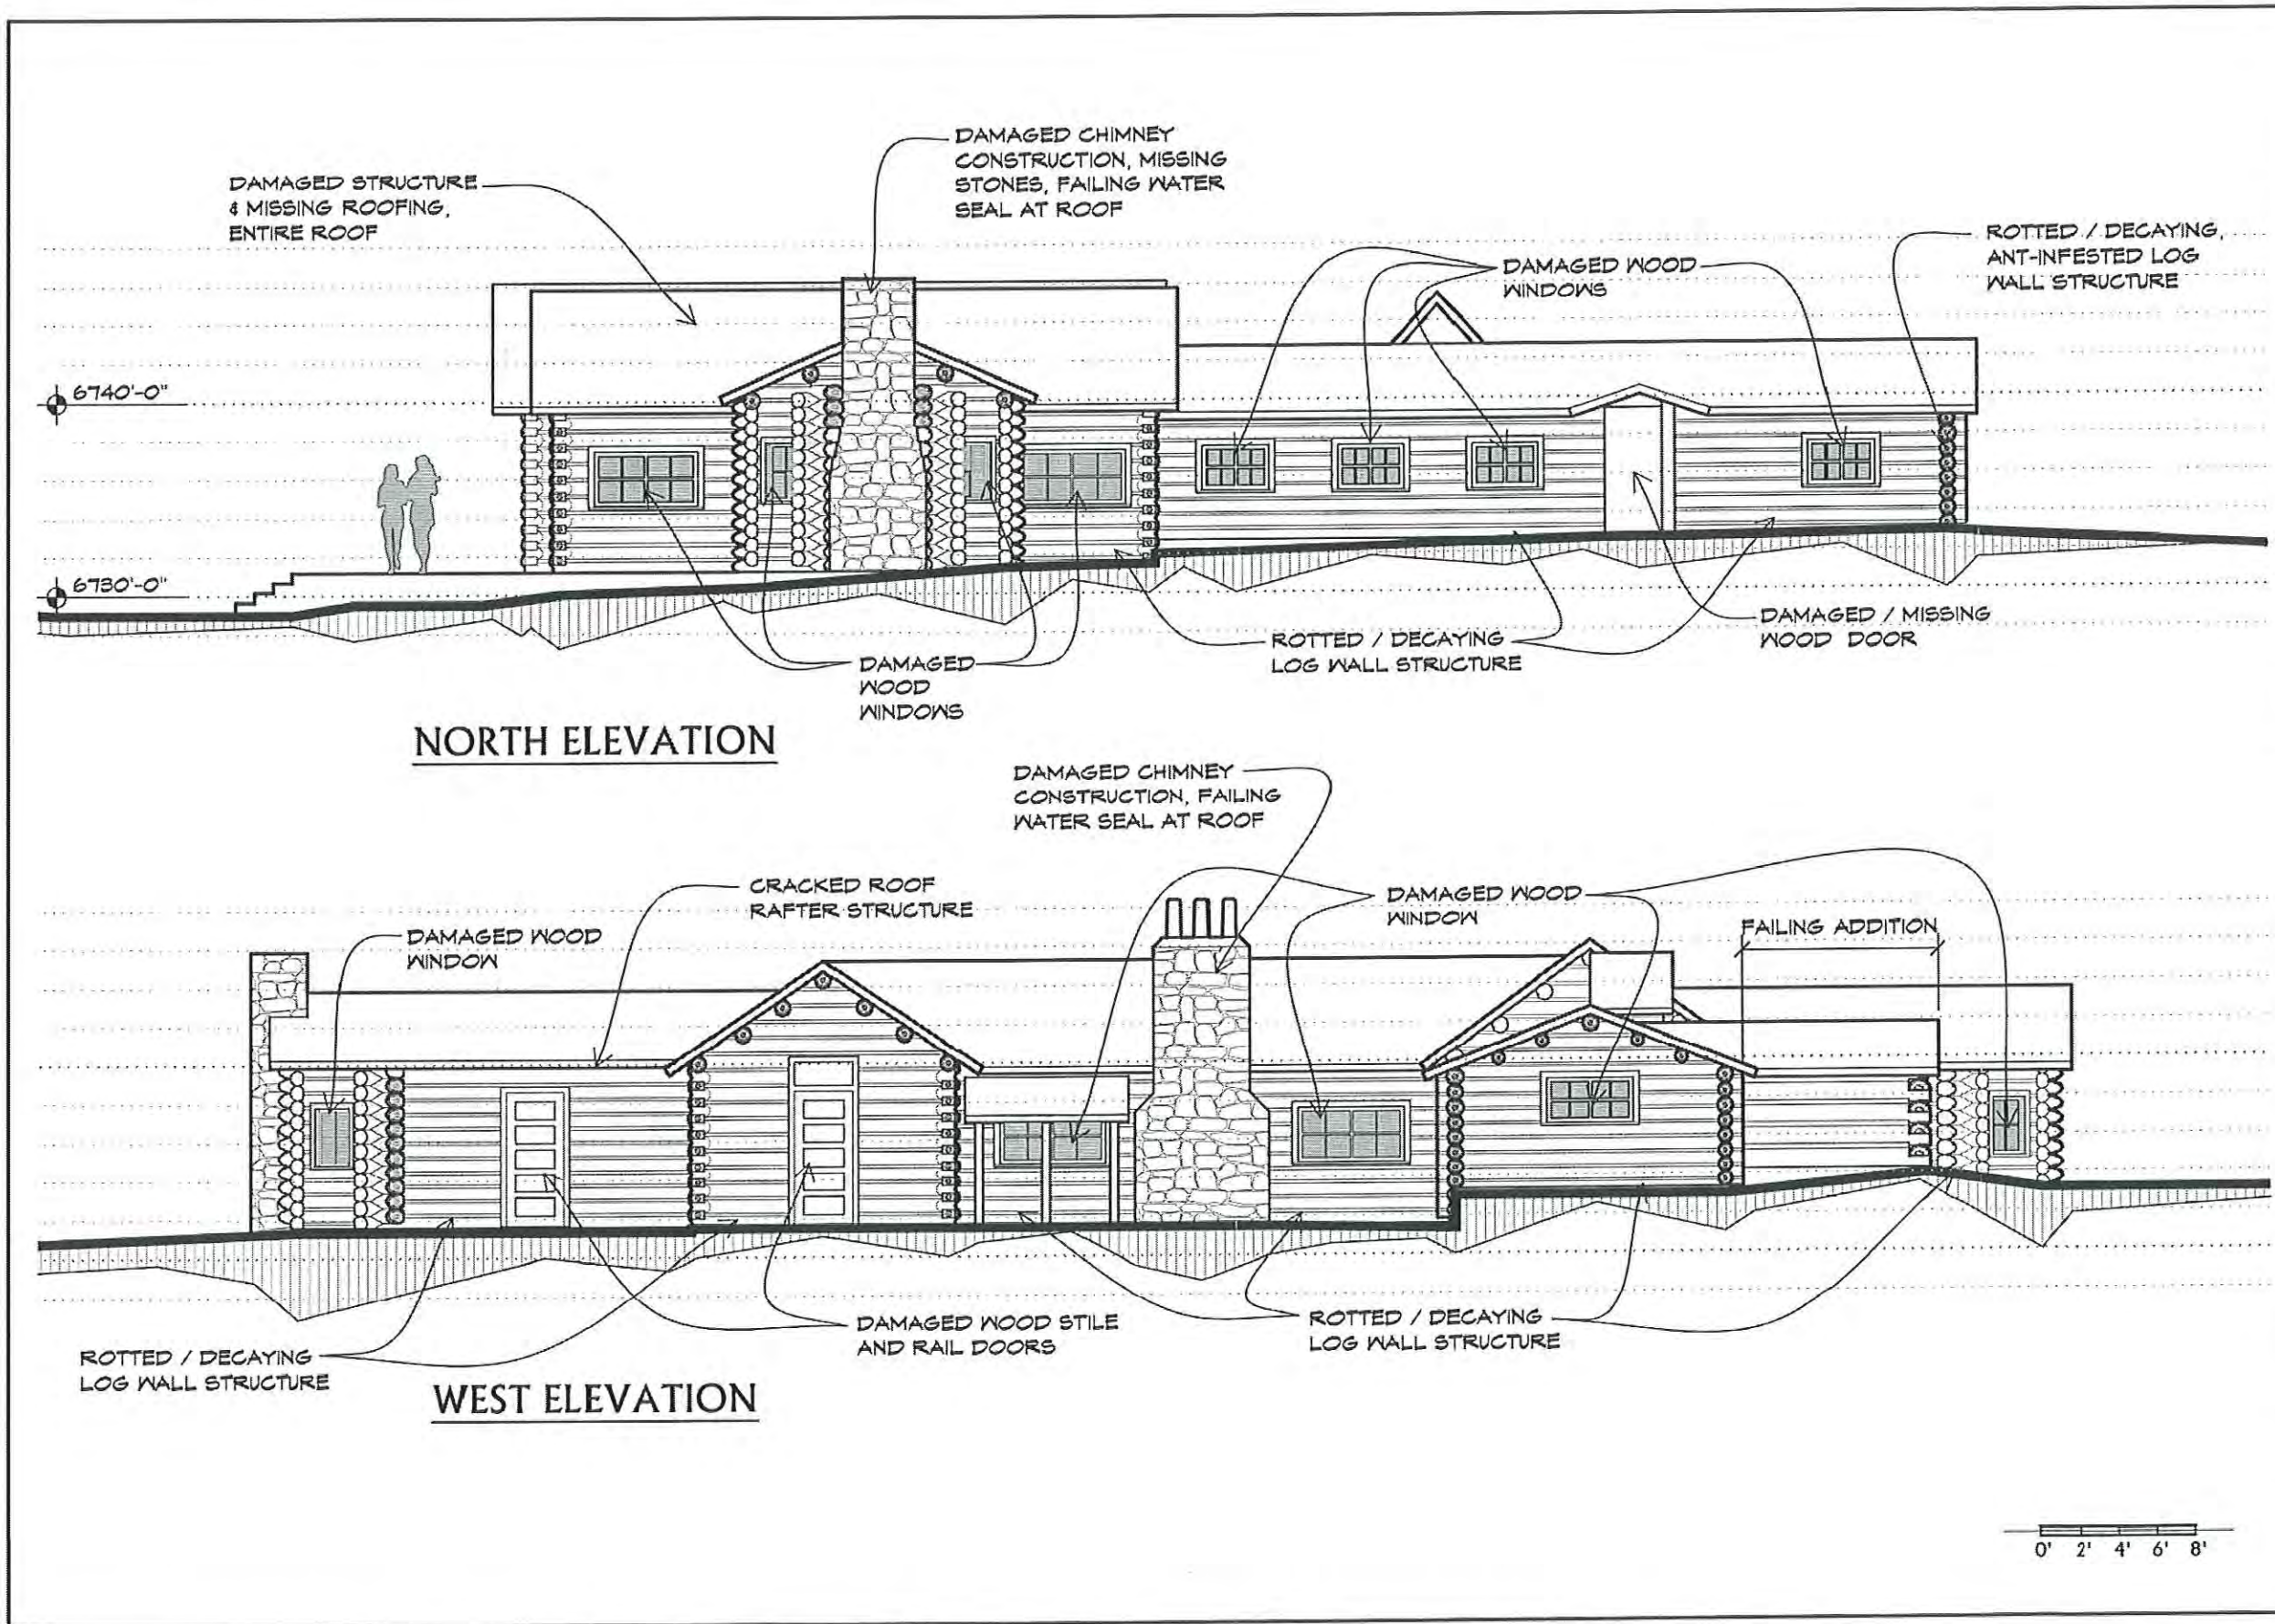 DAMAGED CHIMNEY
CONSTRUCTION, MISSING
STONES, FAILING WATER
SEAL AT ROOF
DAMAGED STRUCTURE
& MISSING ROOFING,
ENTIRE ROOF
ROTTED / DECAYING,
ANT-INFESTED LOG
WALL STRUCTURE
DAMAGED WOOD
WINDOWS
6740'-0"
6730'-0"
DAMAGED
WOOD
WINDOWS
ROTTED / DECAYING
LOG WALL STRUCTURE
DAMAGED / MISSING
WOOD DOOR
NORTH ELEVATION
DAMAGED CHIMNEY
CONSTRUCTION, FAILING
WATER SEAL AT ROOF
CRACKED ROOF
RAFTER STRUCTURE
DAMAGED WOOD
WINDOW
DAMAGED WOOD
WINDOW
FAILING ADDITION
ROTTED / DECAYING
LOG WALL STRUCTURE
DAMAGED WOOD STILE
AND RAIL DOORS
ROTTED / DECAYING
LOG WALL STRUCTURE
WEST ELEVATION
0' 2' 4' 6' 8'